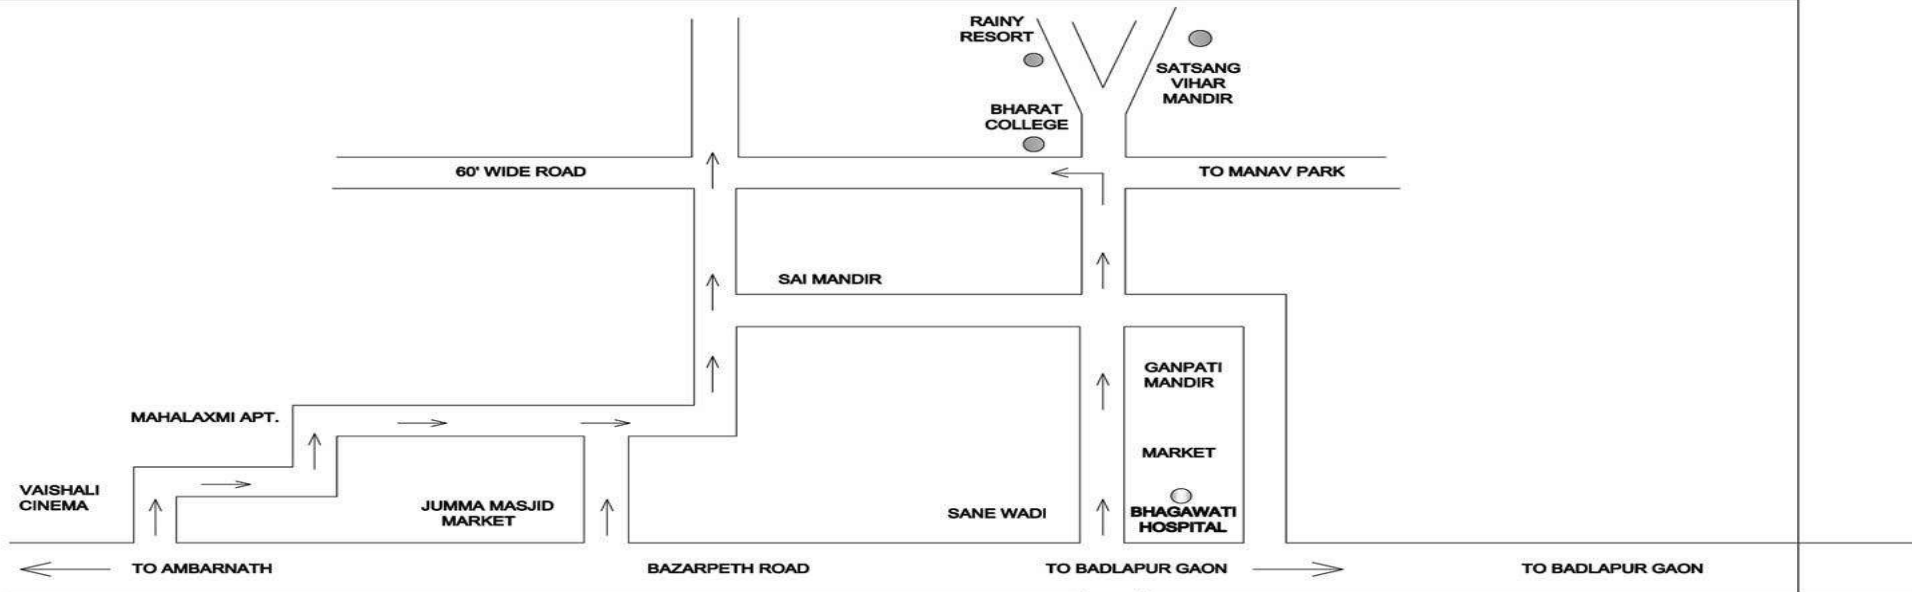 RAINY
RESORT
SATSANG
VIHAR
MANDIR
BHARAT
COLLEGE
60' WIDE ROAD
TO MANAV PARK
SAI MANDIR
GANPATI
MANDIR
MAHALAXMI APT.
MARKET
VAISHALI
CINEMA
JUMMA MASJID
MARKET
SANE WADI
BHAGAWATI
HOSPITAL
TO AMBARNATH
BAZARPETH ROAD
TO BADLAPUR GAON
TO BADLAPUR GAON